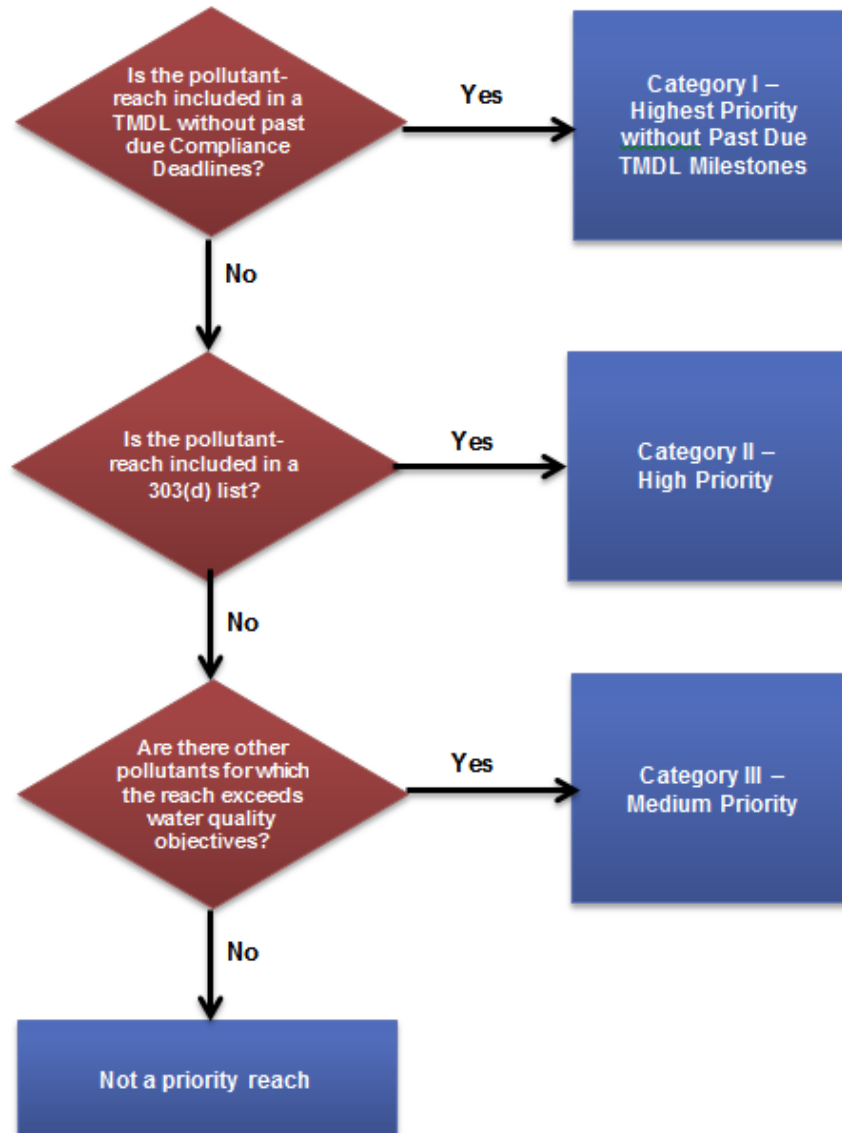 Is the pollutant-
reach included in a
TMDL without past
due Compliance
Deadlines?
Yes
Category I –
Highest Priority
without Past Due
TMDL Milestones
No
Is the pollutant-
reach included in a
303(d) list?
Yes
Category II –
High Priority
No
Are there other
pollutants for which
the reach exceeds
water quality
objectives?
Yes
Category III –
Medium Priority
No
Not a priority reach